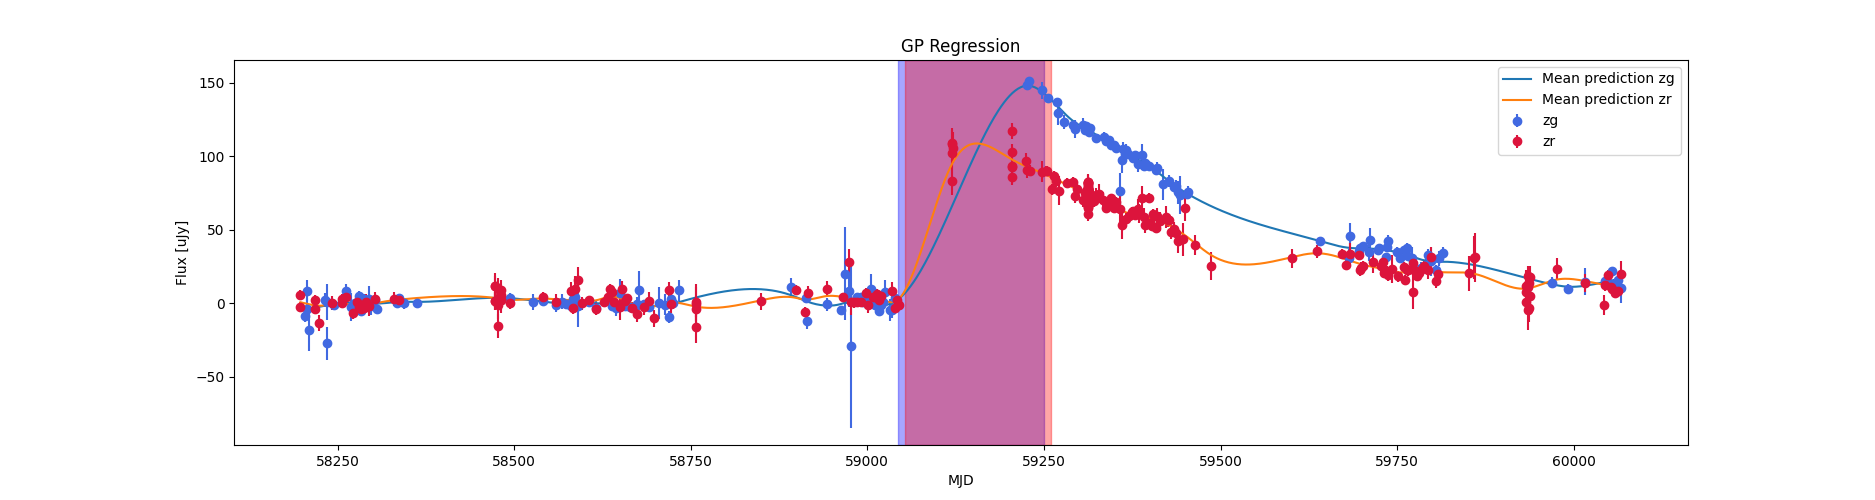 GP Regression
Mean prediction zg
Mean prediction zr
zg
zr
150
100
50
0
−50
Flux [uJy]
58250 58500 58750 59000 59250 59500 59750 60000
MJD